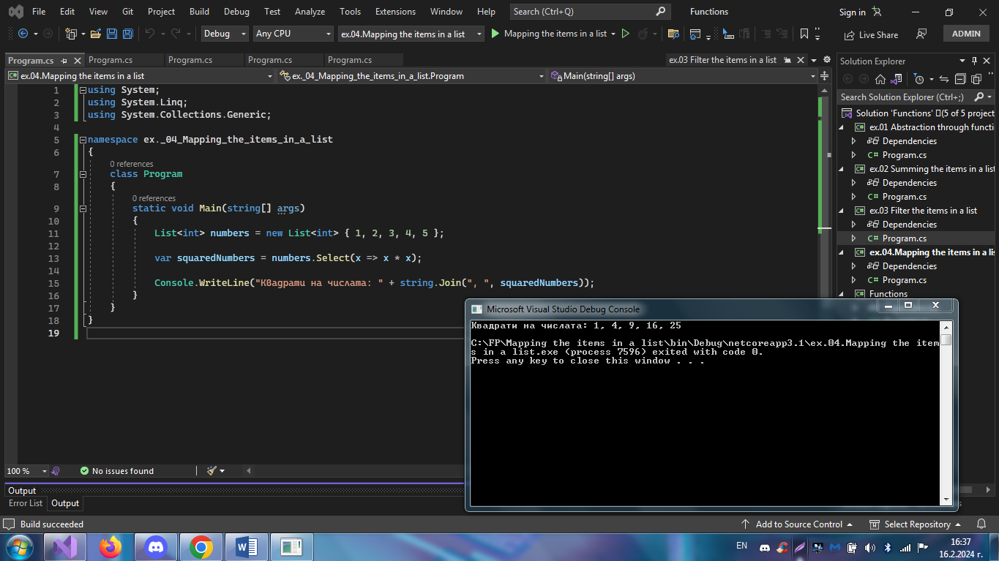 File Edit View Git Project Build Debug Test Analyze Tools Extensions Window Help Search (Ctrl+Q) Functions Sign in
Debug Any CPU ex.04.Mapping the items in a list Mapping the items in a list Live Share ADMIN
Program.cs Program.cs Program.cs Program.cs Program.cs ex.03 Filter the items in a list
ex.04.Mapping the items in a list ex._04_Mapping_the_items_in_a_list.Program Main(string[] args)
1 using System;
2 using System.Linq;
3 using System.Collections.Generic;
4
5 namespace ex._04_Mapping_the_items_in_a_list
6 {
0 references
7 class Program
8 {
0 references
9 static void Main(string[] args)
10 {
11 List<int> numbers = new List<int> { 1, 2, 3, 4, 5 };
12
13 var squaredNumbers = numbers.Select(x => x * x);
14
15 Console.WriteLine("Квадрати на числата: " + string.Join(", ", squaredNumbers));
16 }
17 }
18 }
19
Solution Explorer
Search Solution Explorer (Ctrl+;)
Solution 'Functions' (5 of 5 project
ex.01 Abstraction through functi
Dependencies
C# Program.cs
ex.02 Summing the items in a list
Dependencies
C# Program.cs
ex.03 Filter the items in a list
Dependencies
C# Program.cs
ex.04.Mapping the items in a lis
Dependencies
C# Program.cs
Functions
Microsoft Visual Studio Debug Console
Квадрати на числата: 1, 4, 9, 16, 25
C:\FP\Mapping the items in a list\bin\Debug\netcoreapp3.1\ex.04.Mapping the item
s in a list.exe (process 7596) exited with code 0.
Press any key to close this window . . .
100 % No issues found
Output
Error List Output
Build succeeded Add to Source Control Select Repository
EN 16:37
16.2.2024 г.